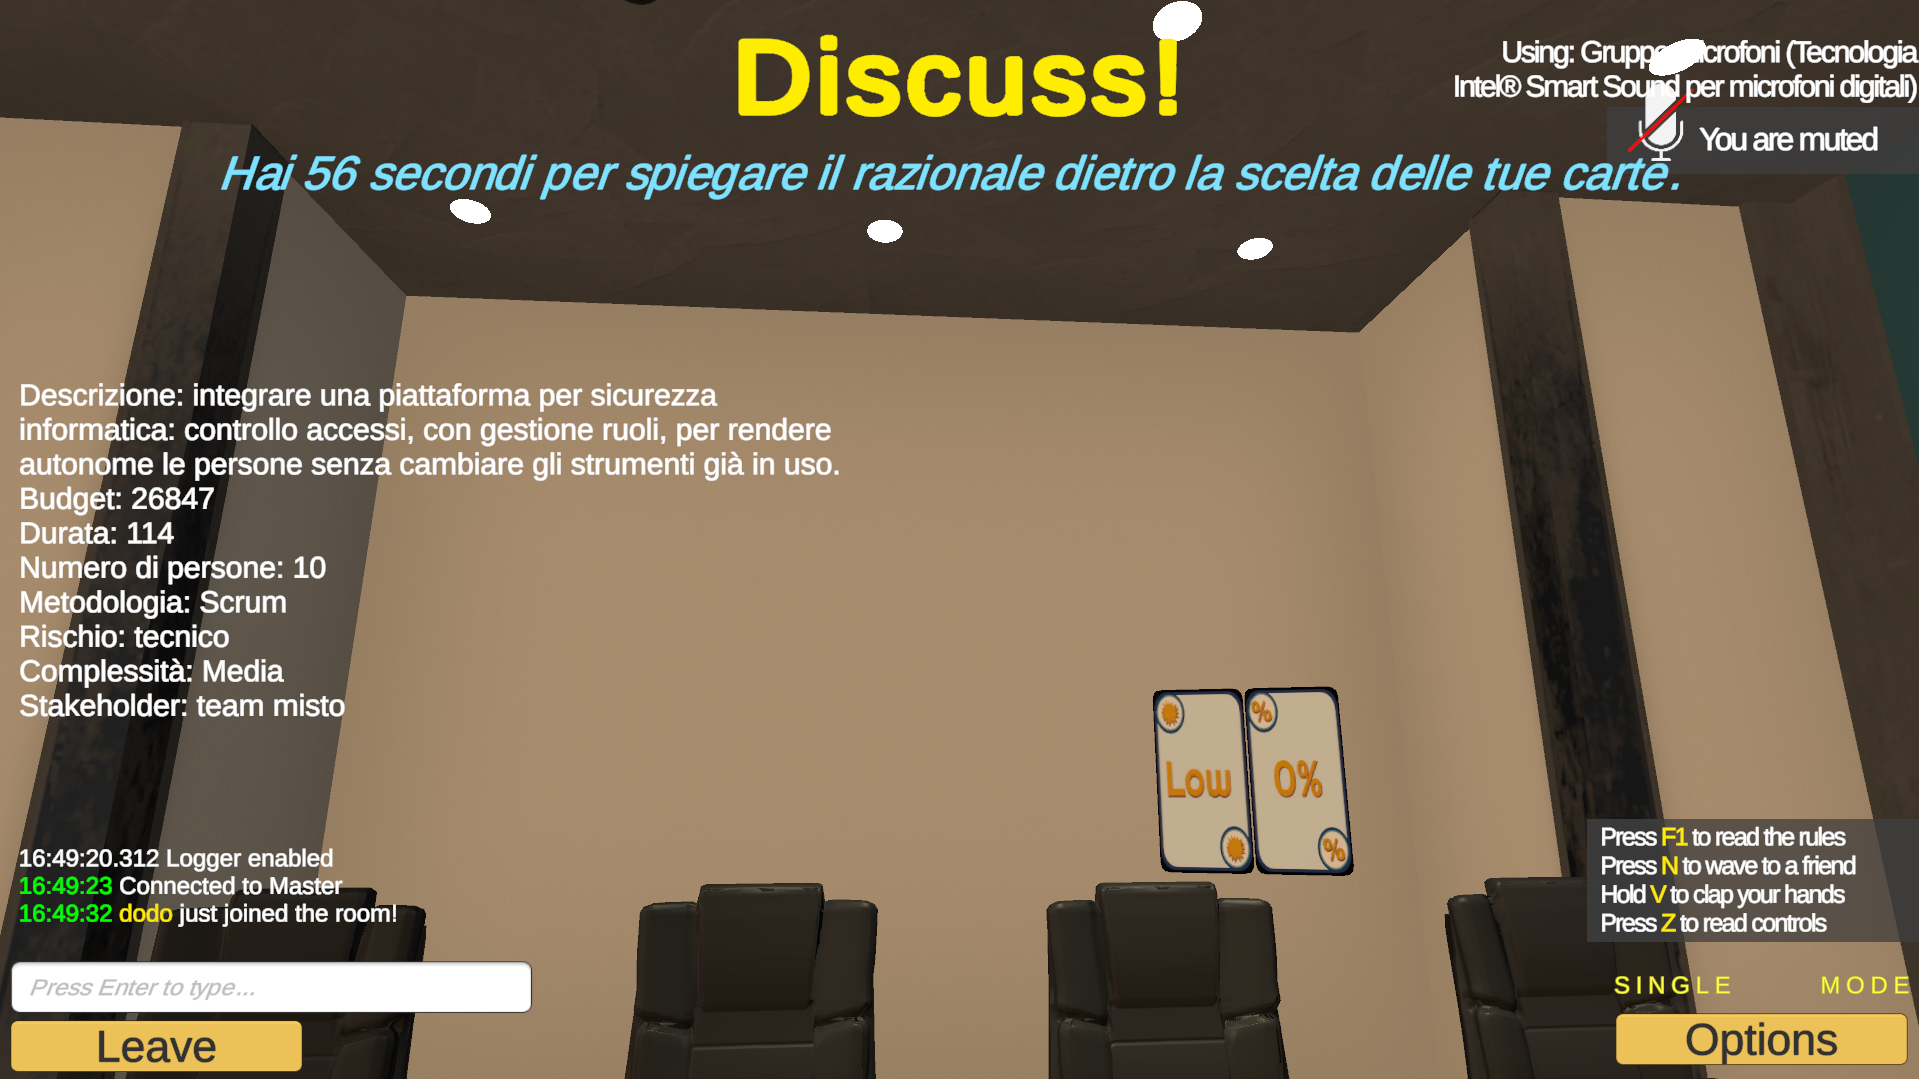 Discuss!
Using: Gruppo microfoni (Tecnologia
Intel® Smart Sound per microfoni digitali)
You are muted
Hai 56 secondi per spiegare il razionale dietro la scelta delle tue carte.
Descrizione: integrare una piattaforma per sicurezza
informatica: controllo accessi, con gestione ruoli, per rendere
autonome le persone senza cambiare gli strumenti già in uso.
Budget: 26847
Durata: 114
Numero di persone: 10
Metodologia: Scrum
Rischio: tecnico
Complessità: Media
Stakeholder: team misto
%
Low
0%
%
16:49:20.312 Logger enabled
16:49:23 Connected to Master
16:49:32 dodo just joined the room!
Press F1 to read the rules
Press N to wave to a friend
Hold V to clap your hands
Press Z to read controls
Press Enter to type...
SINGLE MODE
Leave
Options